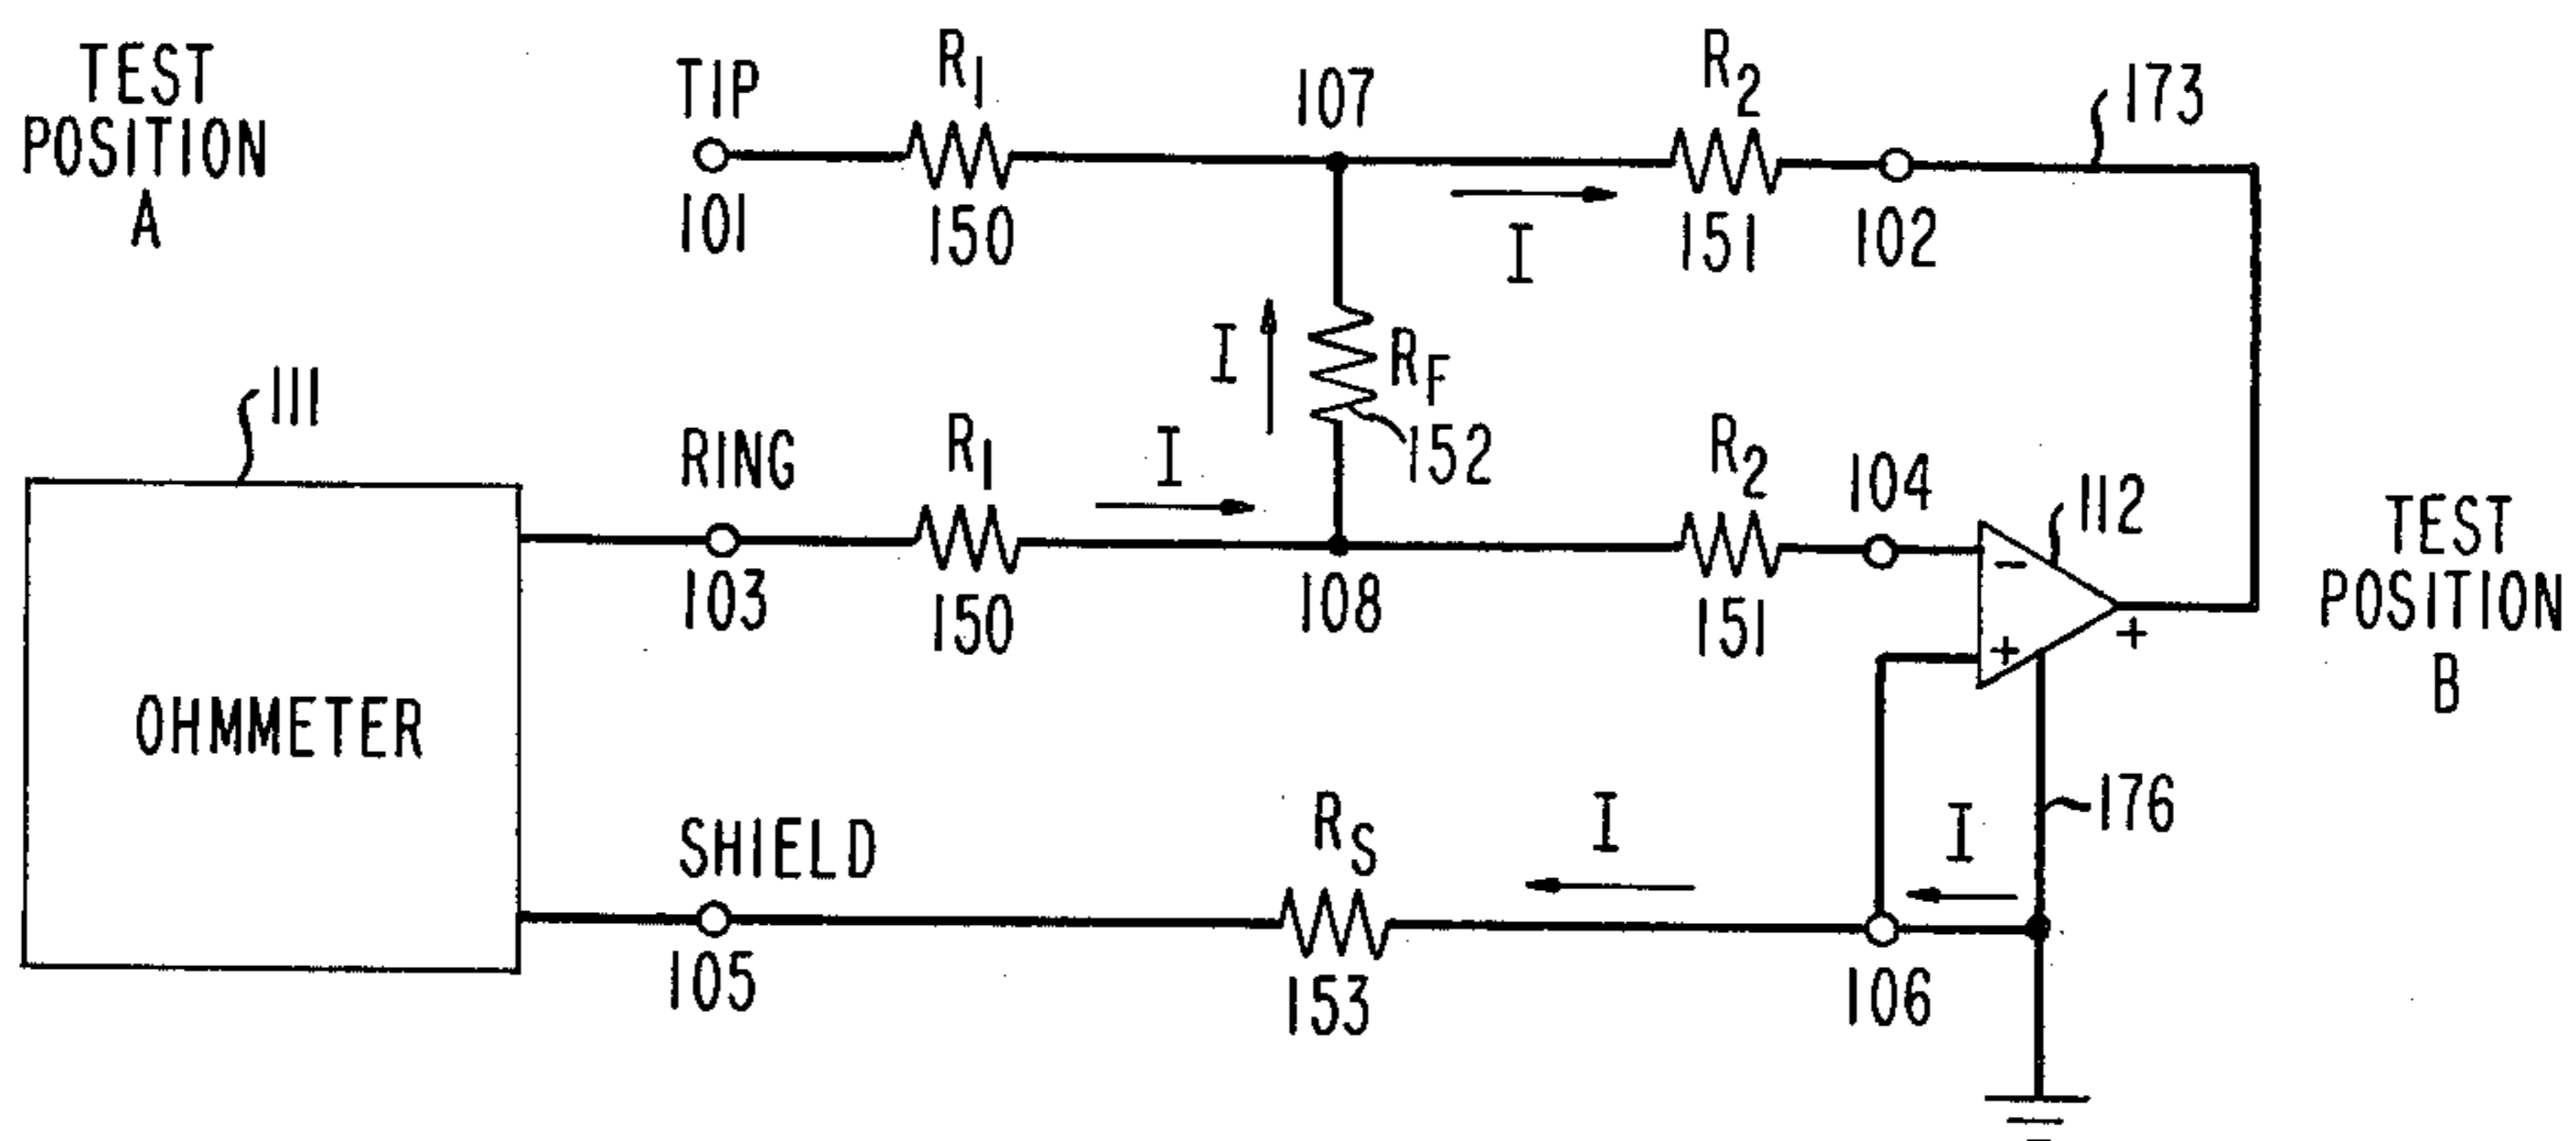 TEST
POSITION
A
TIP
101
R1
150
107
R2
151
102
173
I
I
RF
152
111
OHMMETER
RING
103
R1
150
I
108
R2
151
104
-
+
112
+
TEST
POSITION
B
SHIELD
105
RS
153
I
106
I
176